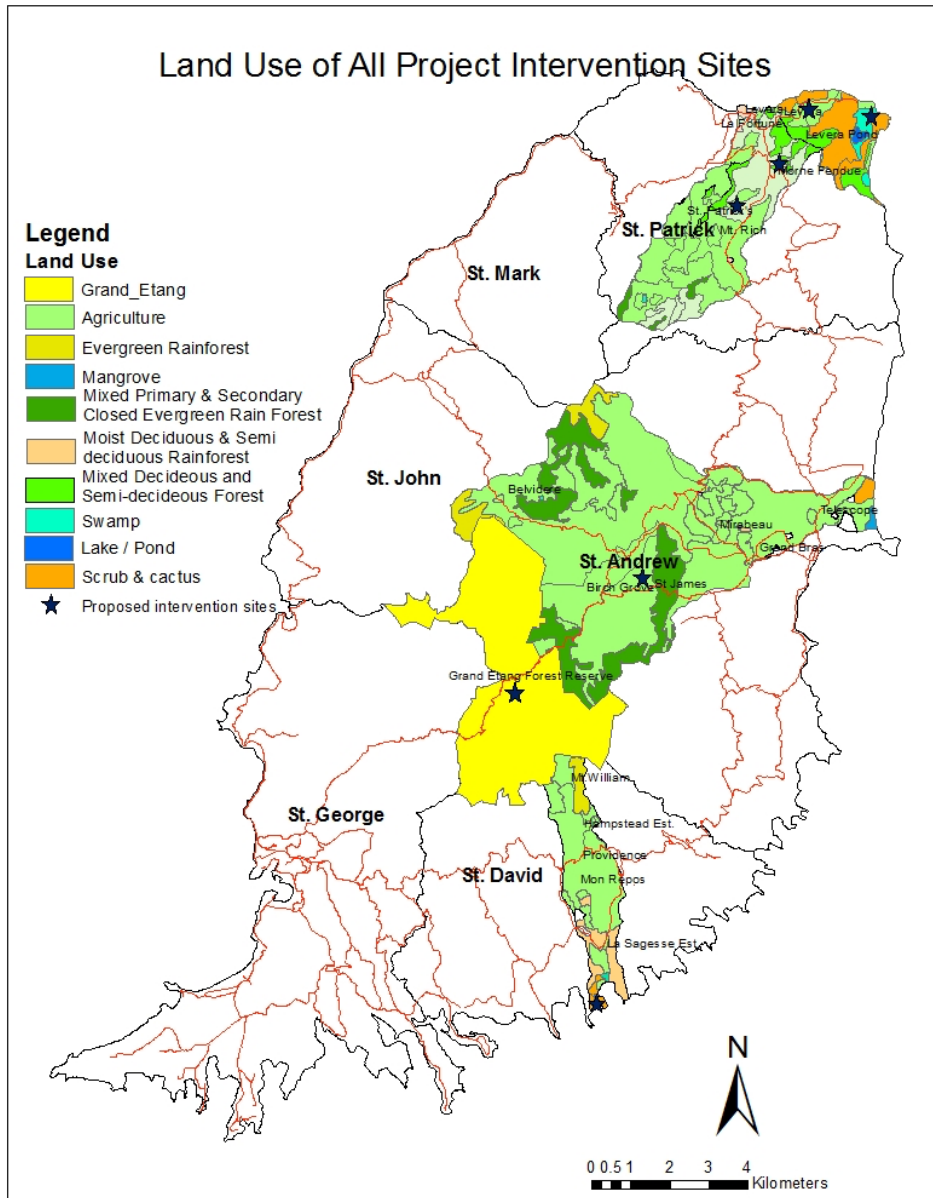 Land Use of All Project Intervention Sites
Levera
Levera
La Fortune
Levera Pond
Morne Fendue
St. Patrick's
St. Patrick
Mt. Rich
St. Mark
Legend
Land Use
Grand_Etang
Agriculture
Evergreen Rainforest
Mangrove
Mixed Primary & Secondary
Closed Evergreen Rain Forest
Moist Deciduous & Semi
deciduous Rainforest
Mixed Decideous and
Semi-decideous Forest
Swamp
Lake / Pond
Scrub & cactus
Proposed intervention sites
St. John
Belvidere
Telescope
Mirabeau
Grand Bras
St. Andrew
Birch Grove
St James
Grand Etang Forest Reserve
Mt.William
St. George
Hampstead Est.
Providence
St. David
Mon Repps
La Sagesse Est.
N
0 0.5 1 2 3 4
Kilometers